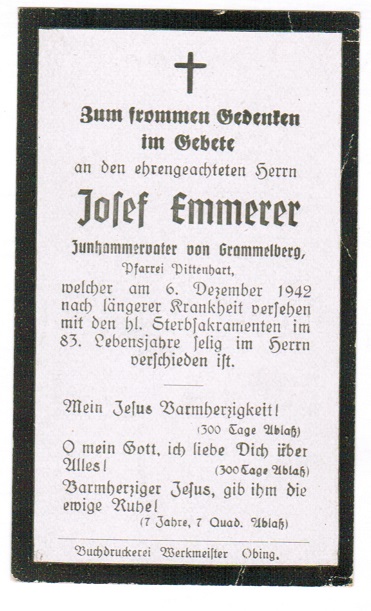 Zum frommen Gedenken
im Gebete
an den ehrengeachteten Herrn
Josef Emmerer
Junkammervater von Grammelberg,
Pfarrei Pittenhart,
welcher am 6. Dezember 1942
nach längerer Krankheit versehen
mit den hl. Sterbsakramenten im
83. Lebensjahre selig im Herrn
verschieden ist.
Mein Jesus Barmherzigkeit!
(300 Tage Ablaß)
O mein Gott, ich liebe Dich über
Alles! (300 Tage Ablaß)
Barmherziger Jesus, gib ihm die
ewige Ruhe!
(7 Jahre, 7 Quad. Ablaß)
Buchdruckerei Werkmeister Obing.